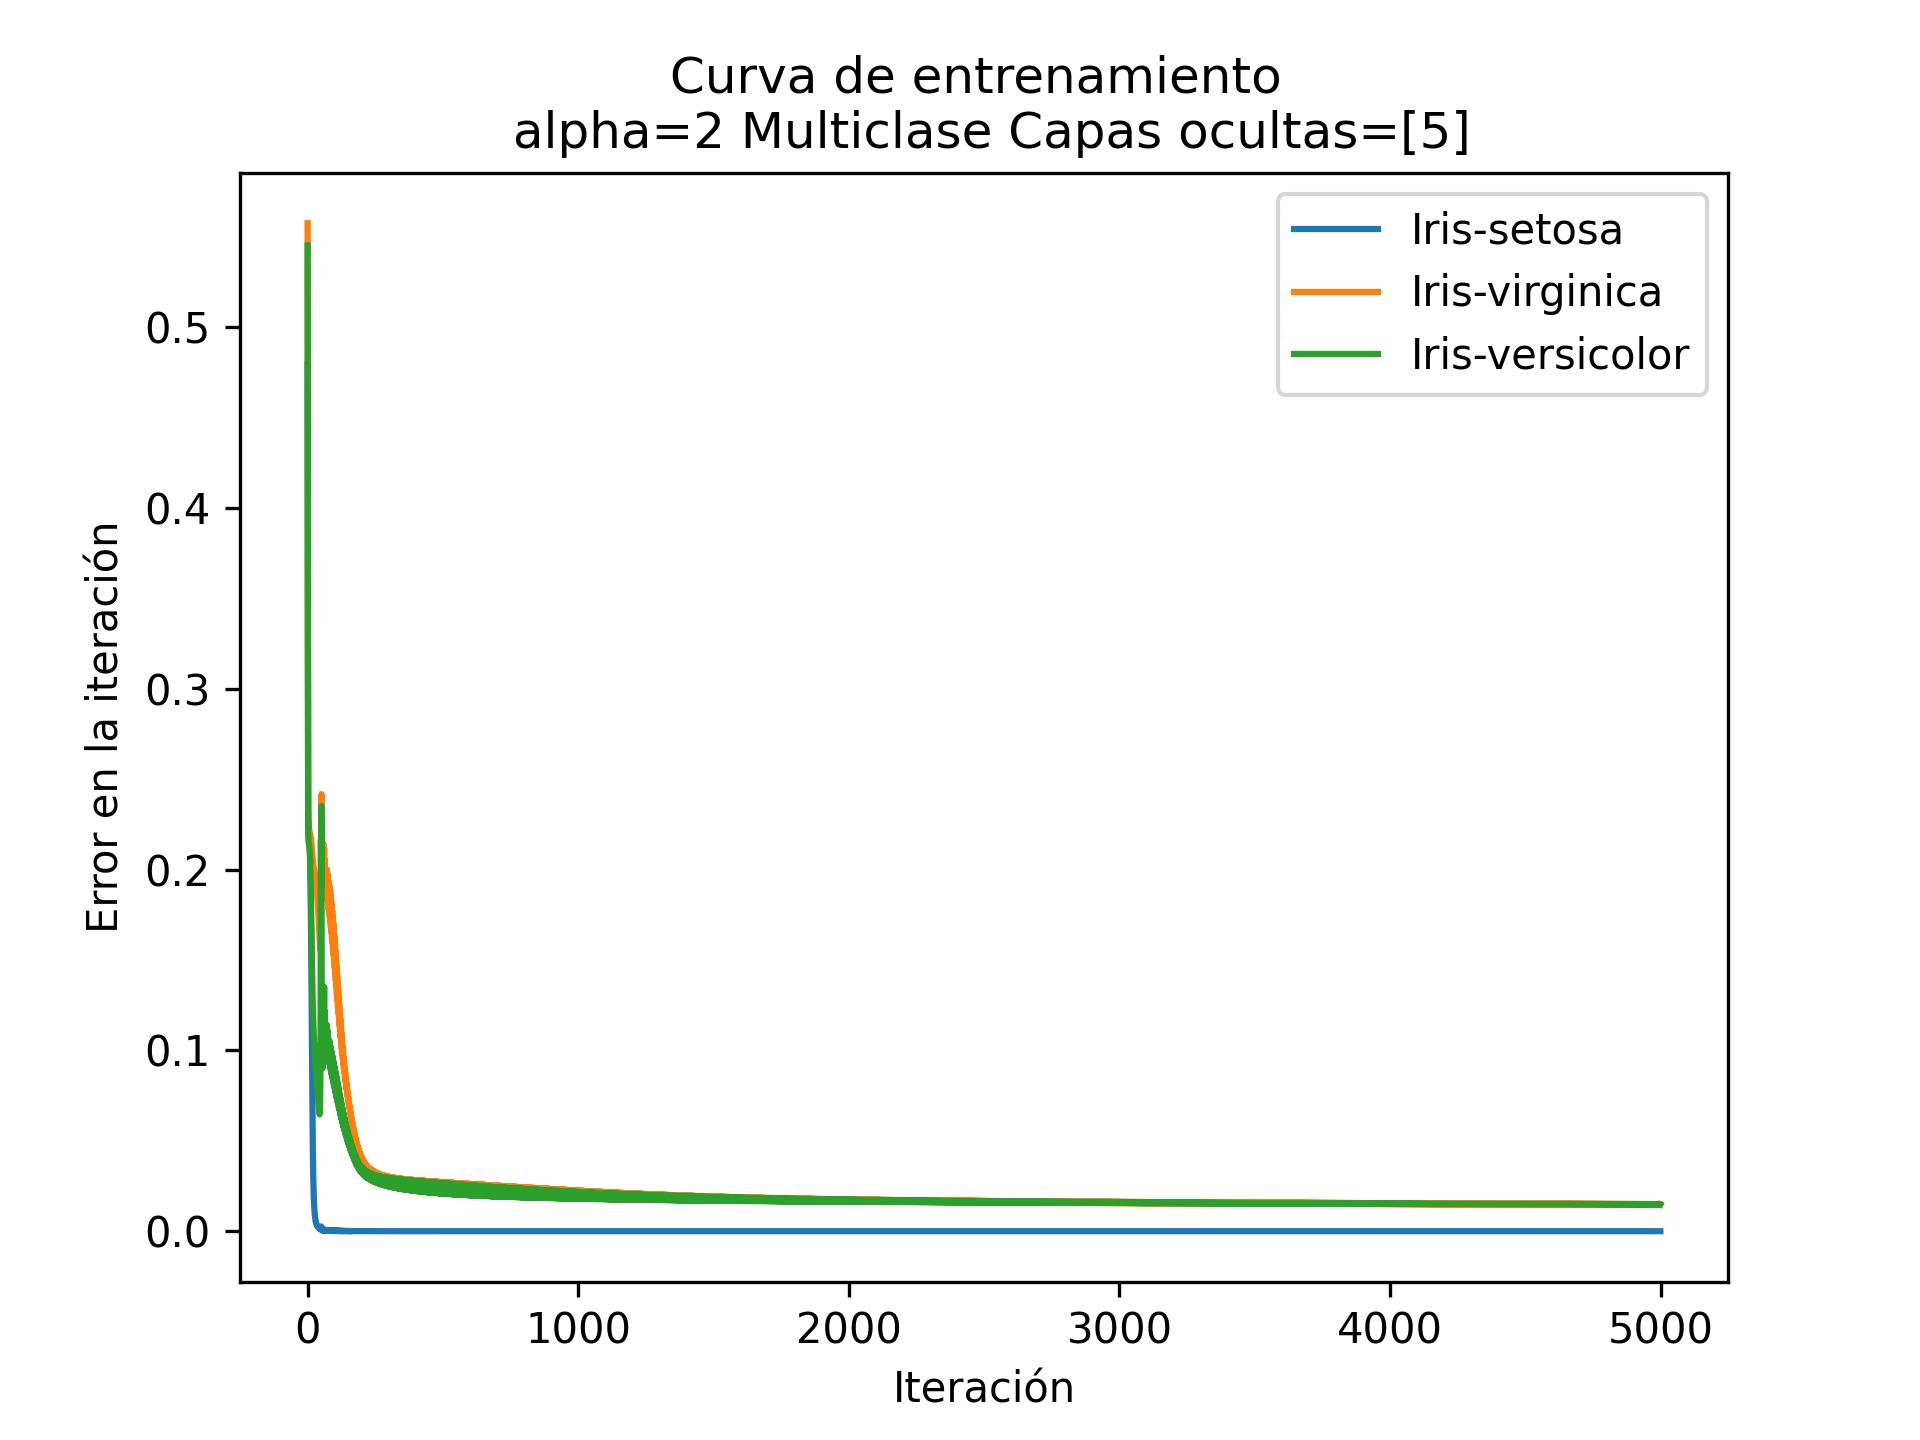 Curva de entrenamiento
alpha=2 Multiclase Capas ocultas=[5]
Iris-setosa
Iris-virginica
Iris-versicolor
Error en la iteración
0.5
0.4
0.3
0.2
0.1
0.0
0 1000 2000 3000 4000 5000
Iteración